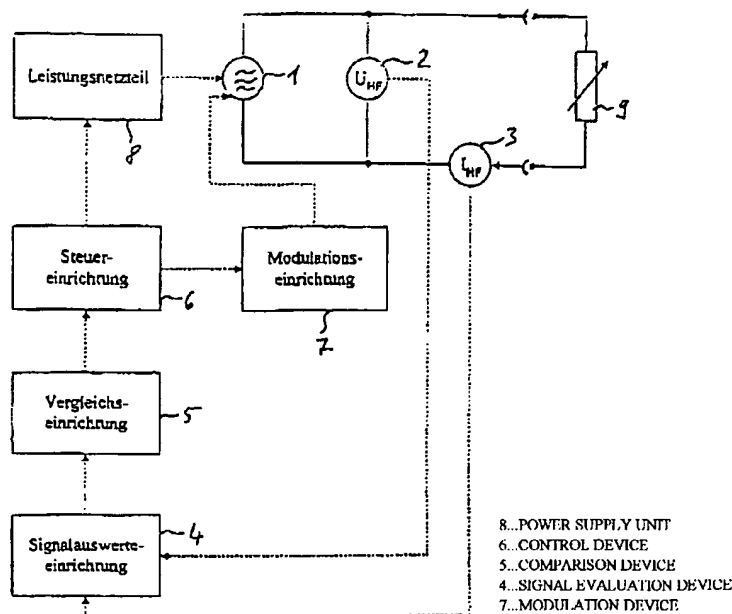 Leistungsnetzteil
8
1
U_HF
2
3
I_HF
9
Steuer-
einrichtung
6
Modulations-
einrichtung
7
Vergleichs-
einrichtung
5
Signalauswerte-
einrichtung
4
8...POWER SUPPLY UNIT
6...CONTROL DEVICE
5...COMPARISON DEVICE
4...SIGNAL EVALUATION DEVICE
7...MODULATION DEVICE